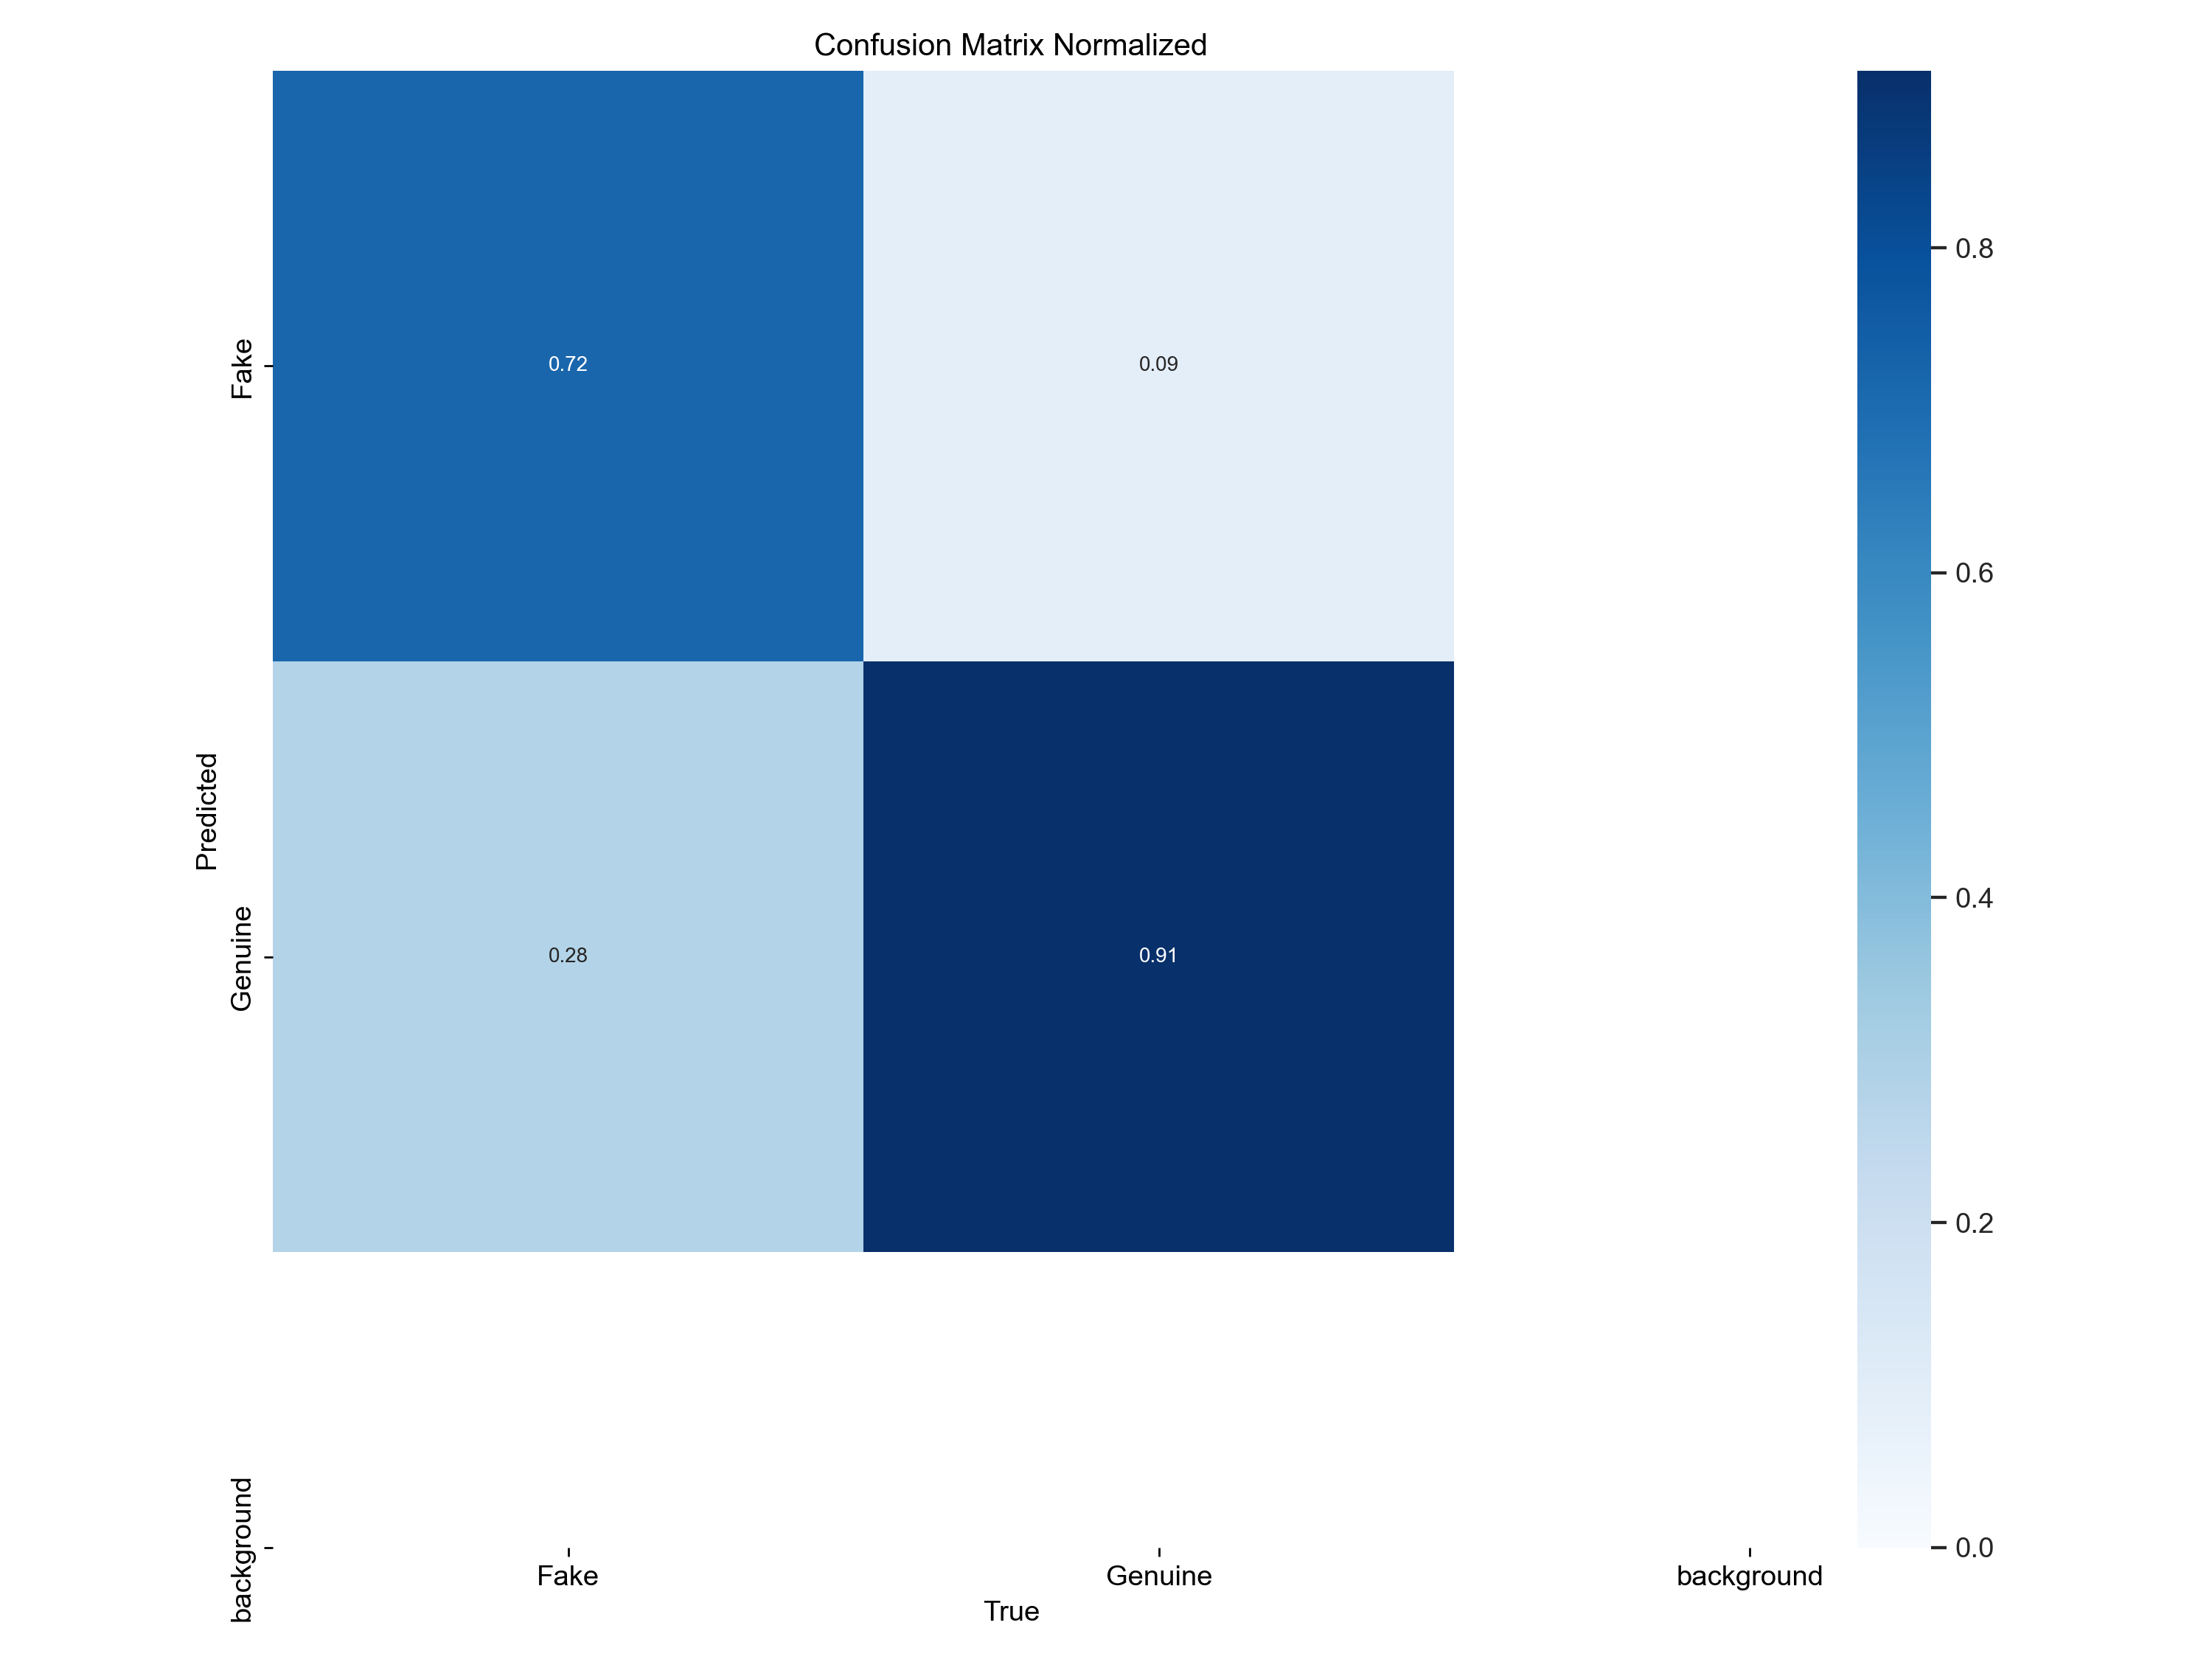 Confusion Matrix Normalized
Predicted
Fake
0.72
0.09
Genuine
0.28
0.91
background
Fake
Genuine
background
True
0.8
0.6
0.4
0.2
0.0